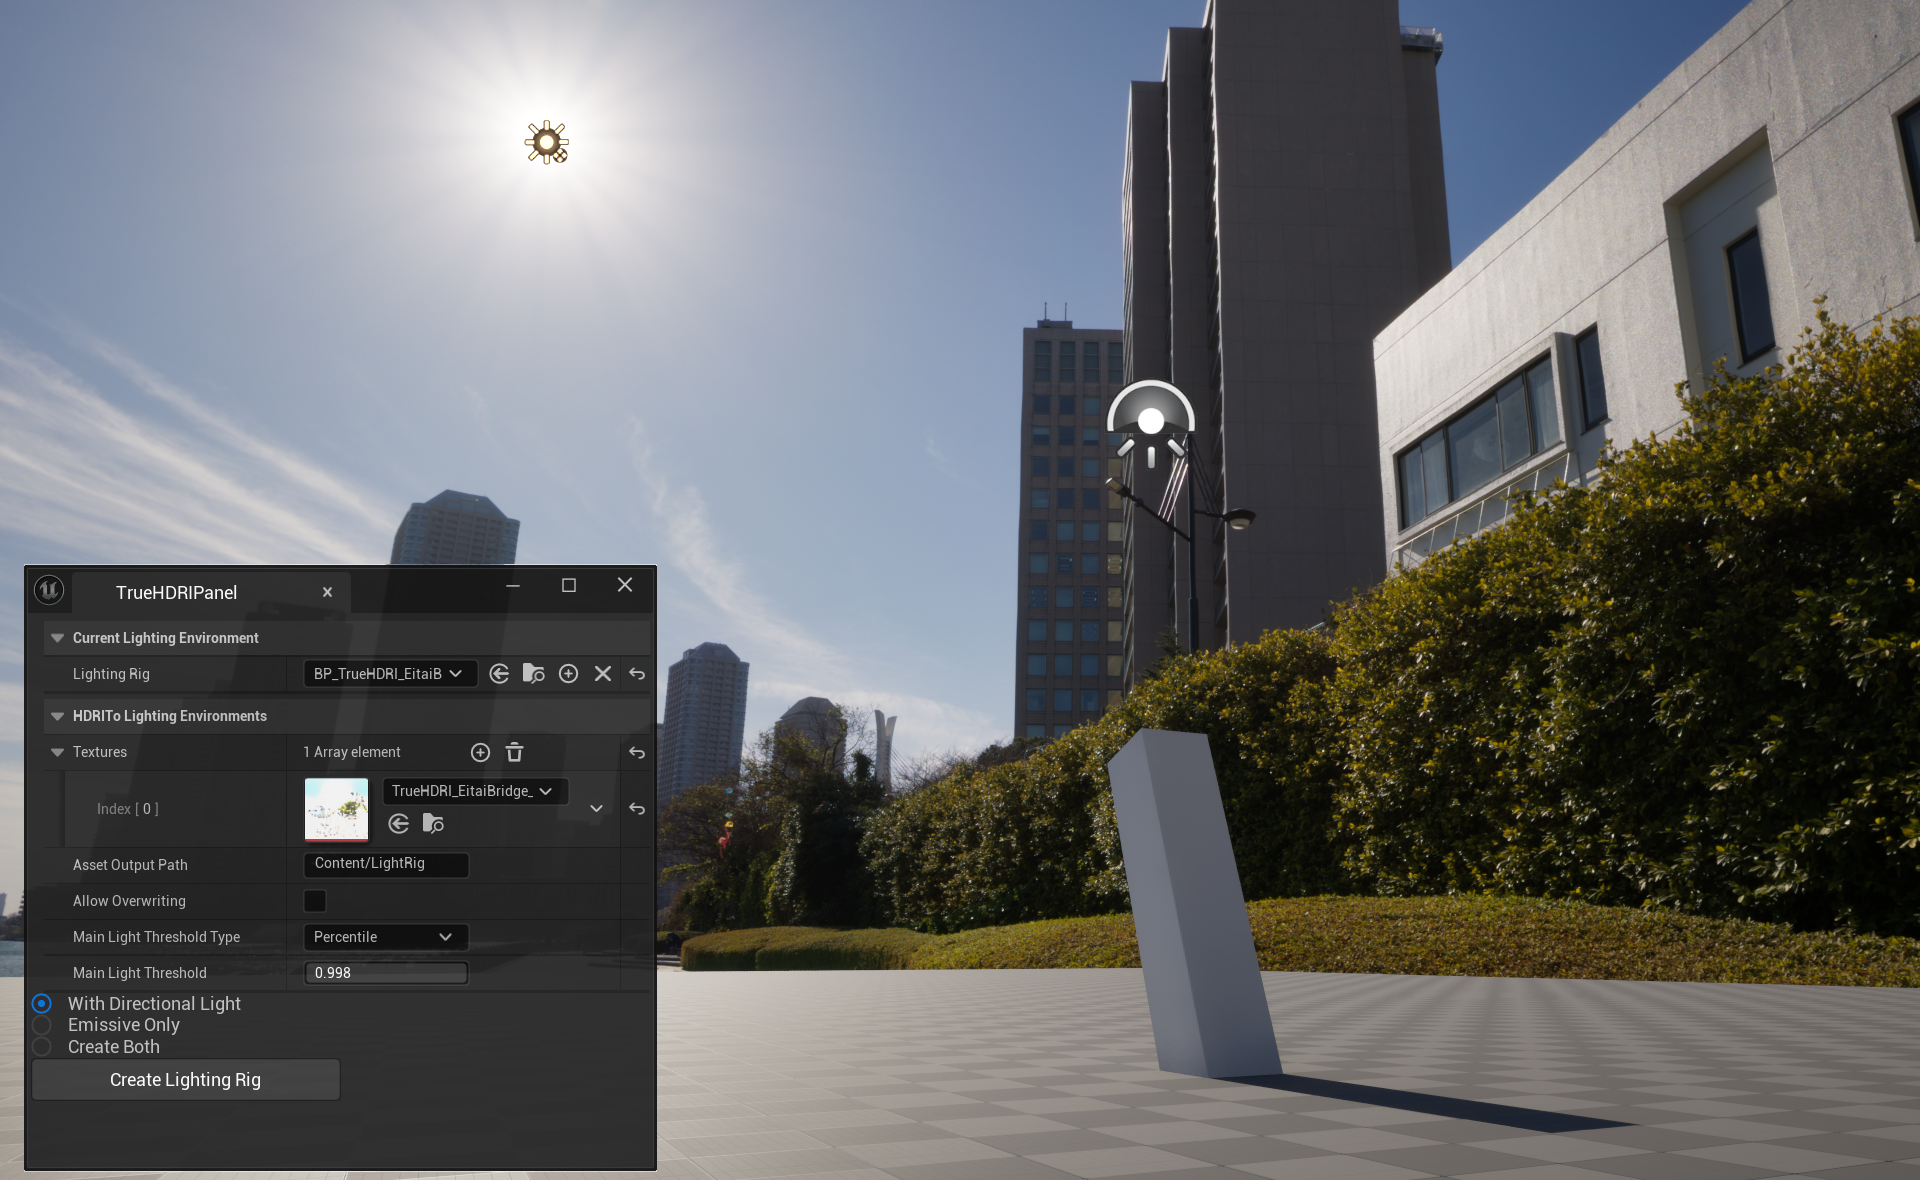 TrueHDRIPanel
Current Lighting Environment
Lighting Rig
BP_TrueHDRI_EitaiB
HDRITo Lighting Environments
Textures
1 Array element
Index [ 0 ]
TrueHDRI_EitaiBridge_
Asset Output Path
Content/LightRig
Allow Overwriting
Main Light Threshold Type
Percentile
Main Light Threshold
0.998
With Directional Light
Emissive Only
Create Both
Create Lighting Rig